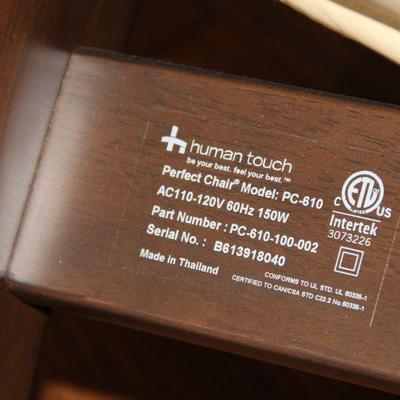 human touch
be your best. feel your best.™
Perfect Chair® Model: PC-610
AC110-120V 60Hz 150W
Part Number : PC-610-100-002
Serial No. : B613918040
Made in Thailand
C ETL US
Intertek
3073226
CONFORMS TO UL STD. UL 60335-1
CERTIFIED TO CAN/CSA STD C22.2 No.60335-1